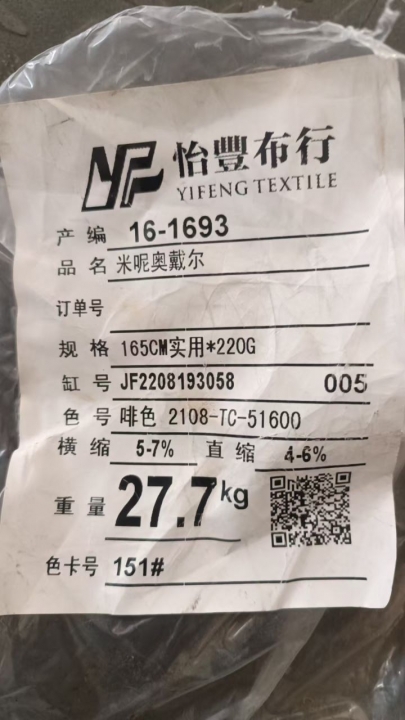 怡豐布行
YIFENG TEXTILE
产编 16-1693
品名 米呢奥戴尔
订单号
规格 165CM实用*220G
缸号 JF2208193058 005
色号 啡色 2108-TC-51600
横缩 5-7% 直缩 4-6%
重量 27.7kg
色卡号 151#